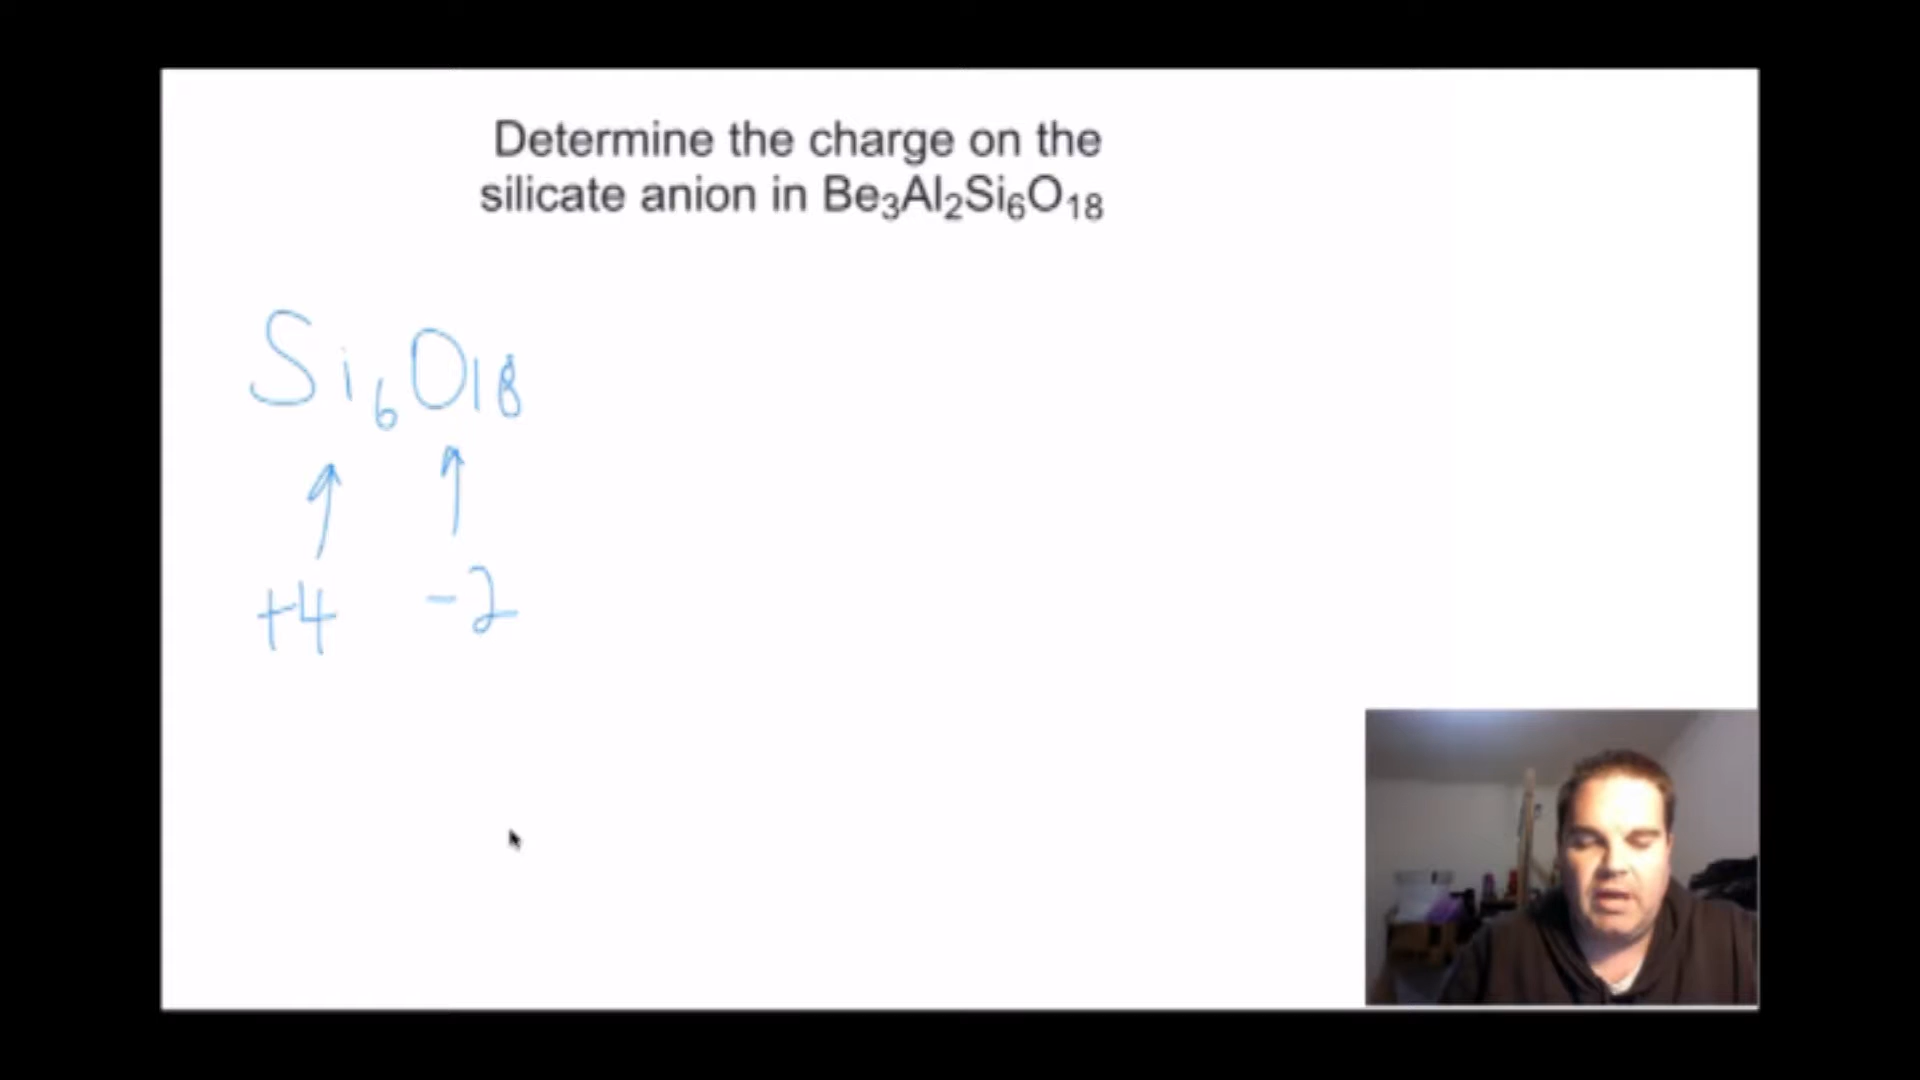 Determine the charge on the
silicate anion in Be₃Al₂Si₆O₁₈
Si₆O₁₈
+4 -2